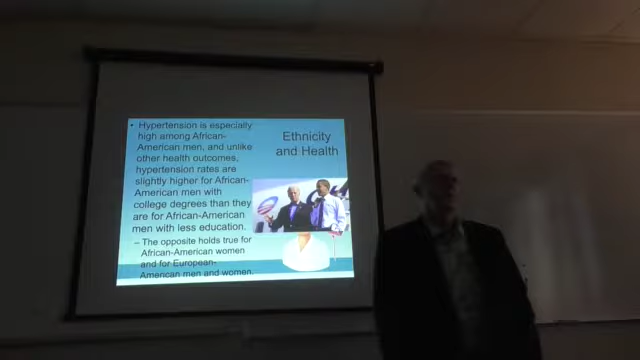 Ethnicity
and Health
• Hypertension is especially
high among African-
American men, and unlike
other health outcomes,
hypertension rates are
slightly higher for African-
American men with
college degrees than they
are for African-American
men with less education.
– The opposite holds true for
African-American women
and for European-
American men and women.